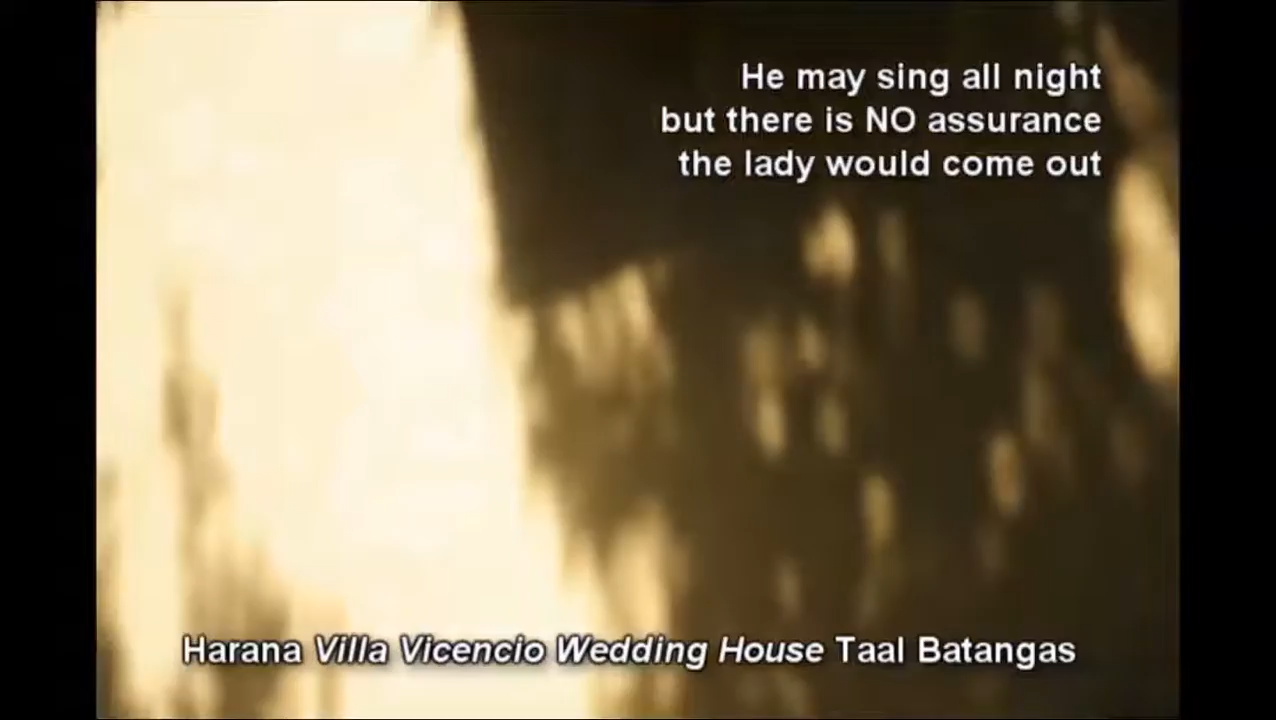 He may sing all night
but there is NO assurance
the lady would come out
Harana Villa Vicencio Wedding House Taal Batangas